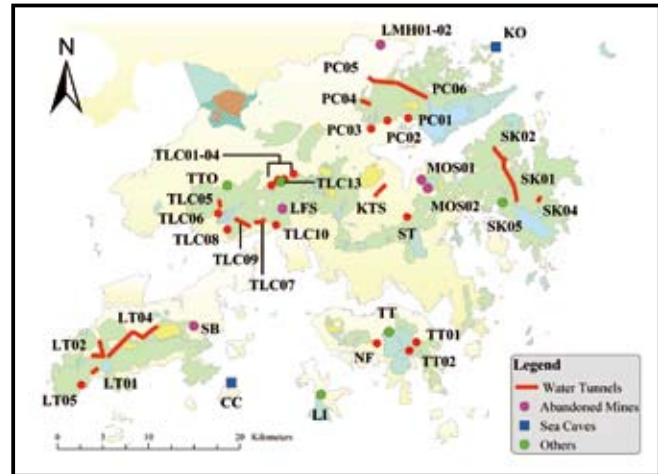 N
LMH01-02
KO
PC05
PC06
PC04
PC03
PC02
PC01
SK02
TLC01-04
TTO
TLC13
MOS01
SK01
TLC05
LFS
KTS
MOS02
SK04
TLC06
SK05
TLC08
TLC10
ST
TLC09
TLC07
LT04
SB
TT
TT01
LT02
NF
TT02
LT01
LT05
CC
LI
0
10
20
Kilometers
Legend
Water Tunnels
Abandoned Mines
Sea Caves
Others